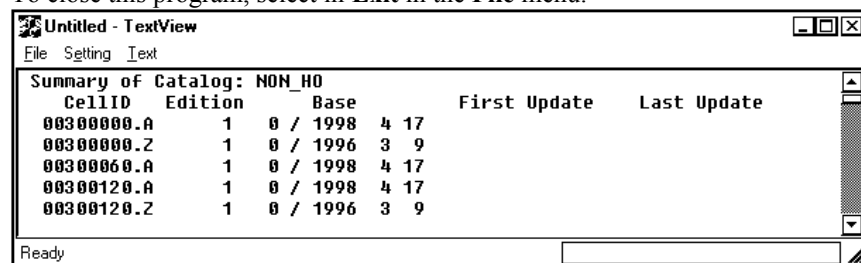 To close this program, select in Exit in the File menu.
Untitled - TextView
File Setting Text
Summary of Catalog: NON_HO
CellID Edition Base First Update Last Update
00300000.A 1 0 / 1998 4 17
00300000.Z 1 0 / 1996 3 9
00300060.A 1 0 / 1998 4 17
00300120.A 1 0 / 1998 4 17
00300120.Z 1 0 / 1996 3 9
Ready